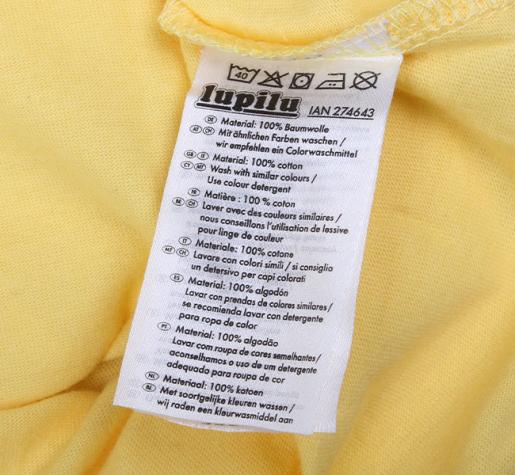 40
lupilu IAN 274643
DE Material: 100% Baumwolle
AT CH Mit ähnlichen Farben waschen /
wir empfehlen ein Colorwaschmittel
GB IE Material: 100% cotton
CY MT Wash with similar colours /
Use colour detergent
FR Matière : 100 % coton
BE CH Laver avec des couleurs similaires /
nous conseillons l'utilisation de lessive
pour linge de couleur
IT Materiale: 100% cotone
MT CH Lavare con colori simili / si consiglia
un detersivo per capi colorati
ES Material: 100% algodón
Lavar con prendas de colores similares/
se recomienda lavar con detergente
para ropa de color
PT Material: 100% algodão
Lavar com roupa de cores semelhantes/
aconselhamos o uso de um detergente
adequado para roupa de cor
Materiaal: 100% katoen
NL Met soortgelijke kleuren wassen /
wij raden een kleurwasmiddel aan